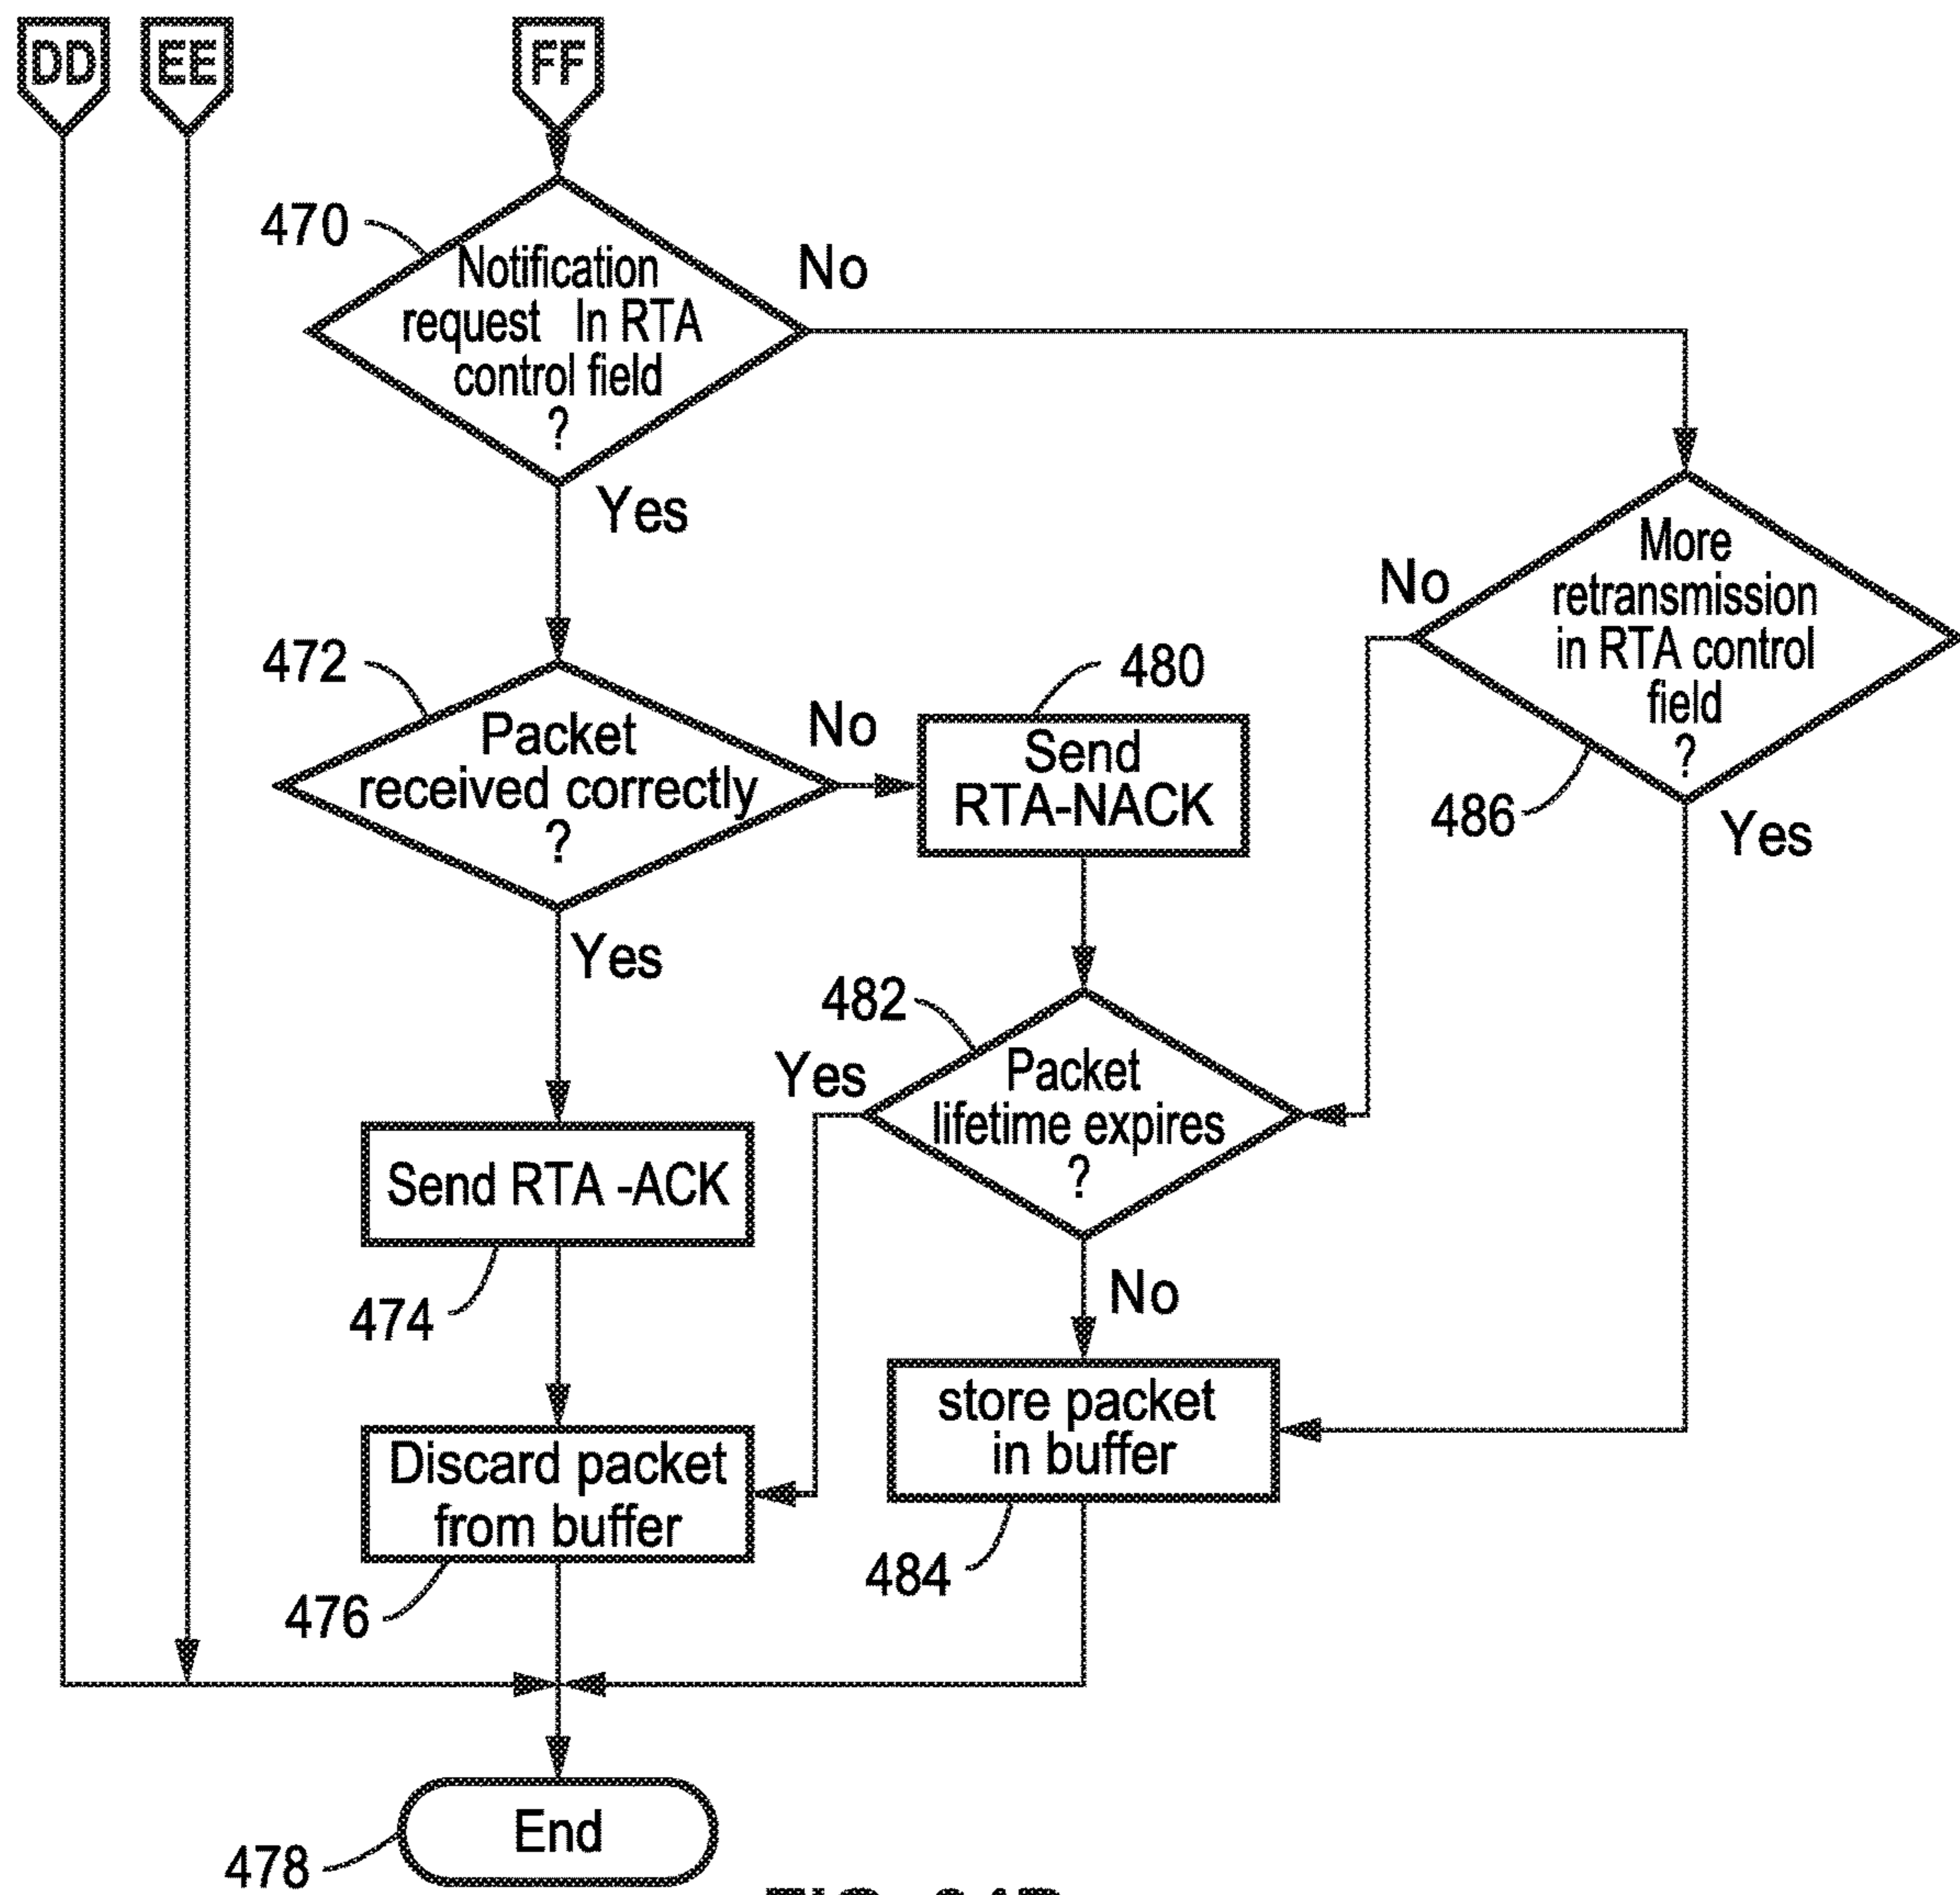 DD
EE
FF
470
Notification
request In RTA
control field
?
No
Yes
472
Packet
received correctly
?
No
Yes
480
Send
RTA-NACK
More
retransmission
in RTA control
field
?
No
486
Yes
482
Packet
lifetime expires
?
Yes
No
Send RTA -ACK
474
Discard packet
from buffer
476
store packet
in buffer
484
End
478